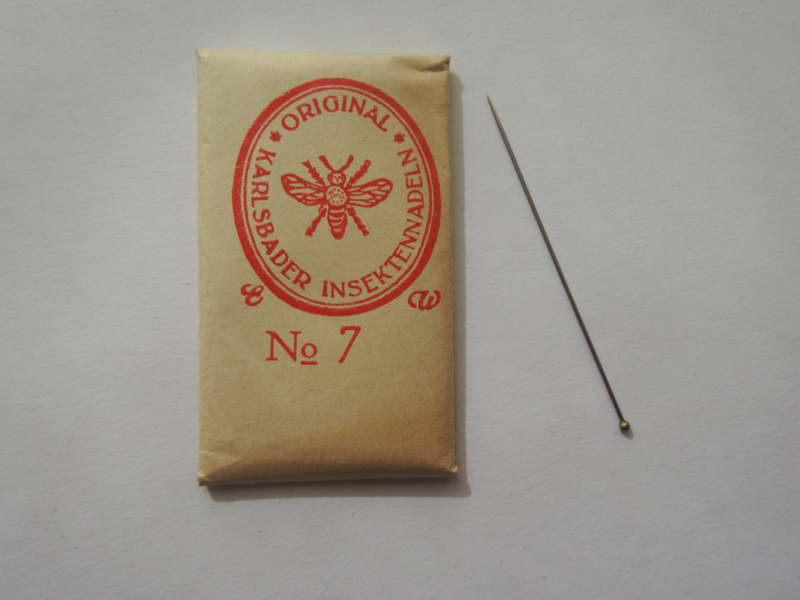 * ORIGINAL *
KARLSBADER INSEKTENNADELN
W
No 7